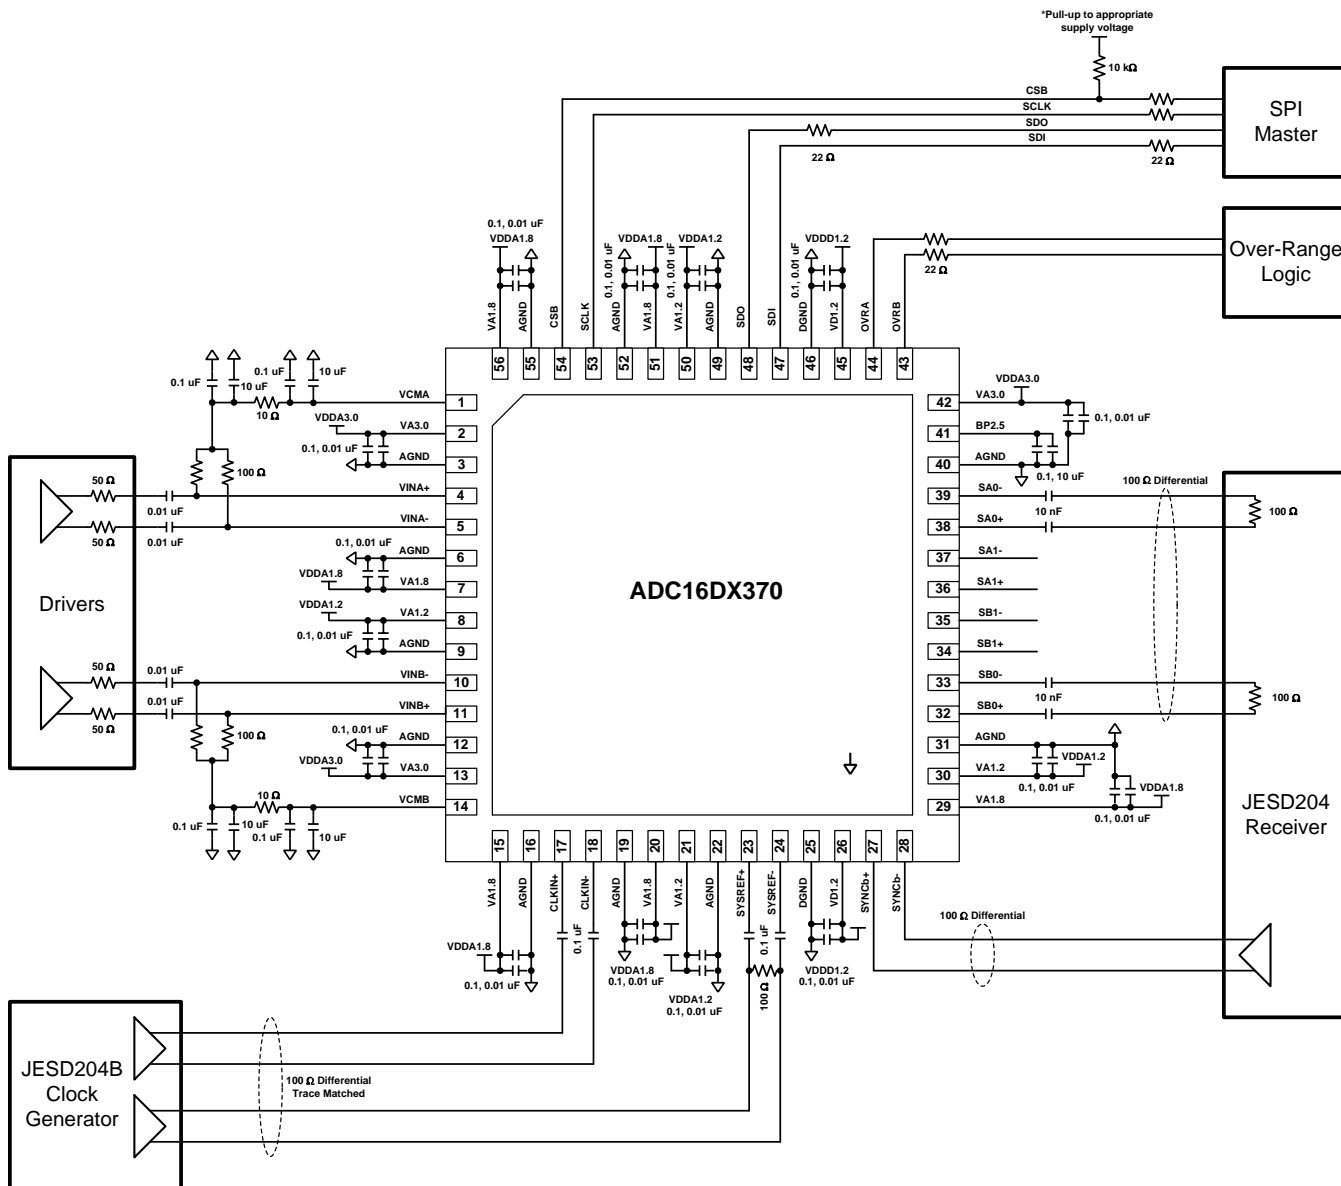 *Pull-up to appropriate
supply voltage
10 kΩ
CSB
SCLK
SDO
SDI
22 Ω
22 Ω
SPI
Master
Over-Range
Logic
22 Ω
0.1, 0.01 uF
VDDA1.8
0.1, 0.01 uF
VDDA1.8
0.1, 0.01 uF
VDDA1.2
0.1, 0.01 uF
VDDD1.2
VA1.8
AGND
CSB
SCLK
AGND
VA1.8
VA1.2
AGND
SDO
SDI
DGND
VD1.2
OVRA
OVRB
56
55
54
53
52
51
50
49
48
47
46
45
44
43
0.1 uF
10 uF
10 Ω
0.1 uF
10 uF
VCMA
1
VDDA3.0
VA3.0
2
0.1, 0.01 uF
AGND
3
100 Ω
50 Ω
0.01 uF
VINA+
4
50 Ω
0.01 uF
VINA-
5
0.1, 0.01 uF
AGND
6
VDDA1.8
VA1.8
7
VDDA1.2
VA1.2
8
0.1, 0.01 uF
AGND
9
50 Ω
0.01 uF
VINB-
10
50 Ω
0.01 uF
VINB+
11
100 Ω
0.1, 0.01 uF
AGND
12
VDDA3.0
VA3.0
13
10 Ω
VCMB
14
0.1 uF
10 uF
0.1 uF
10 uF
Drivers
ADC16DX370
42
VA3.0
VDDA3.0
0.1, 0.01 uF
41
BP2.5
40
AGND
0.1, 10 uF
39
SA0-
10 nF
100 Ω Differential
100 Ω
38
SA0+
37
SA1-
36
SA1+
35
SB1-
34
SB1+
33
SB0-
10 nF
100 Ω
32
SB0+
31
AGND
30
VA1.2
VDDA1.2
0.1, 0.01 uF
29
VA1.8
VDDA1.8
0.1, 0.01 uF
JESD204
Receiver
15
16
17
18
19
20
21
22
23
24
25
26
27
28
VA1.8
AGND
CLKIN+
CLKIN-
AGND
VA1.8
VA1.2
AGND
SYSREF+
SYSREF-
DGND
VD1.2
SYNCb+
SYNCb-
VDDA1.8
0.1, 0.01 uF
0.1 uF
VDDA1.8
0.1, 0.01 uF
VDDA1.2
0.1, 0.01 uF
0.1 uF
100 Ω
VDDD1.2
0.1, 0.01 uF
100 Ω Differential
JESD204B
Clock
Generator
100 Ω Differential
Trace Matched